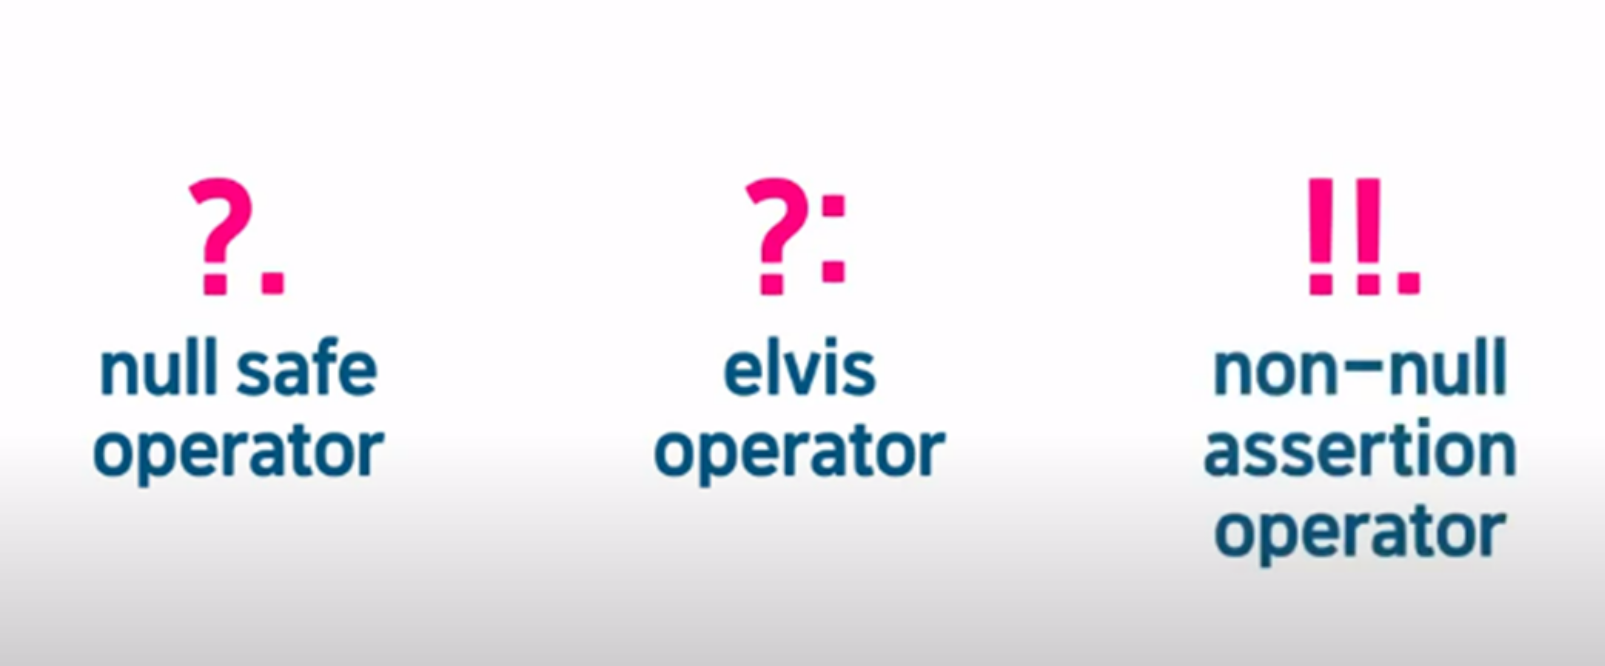 ?.
null safe
operator
?:
elvis
operator
!!.
non-null
assertion
operator